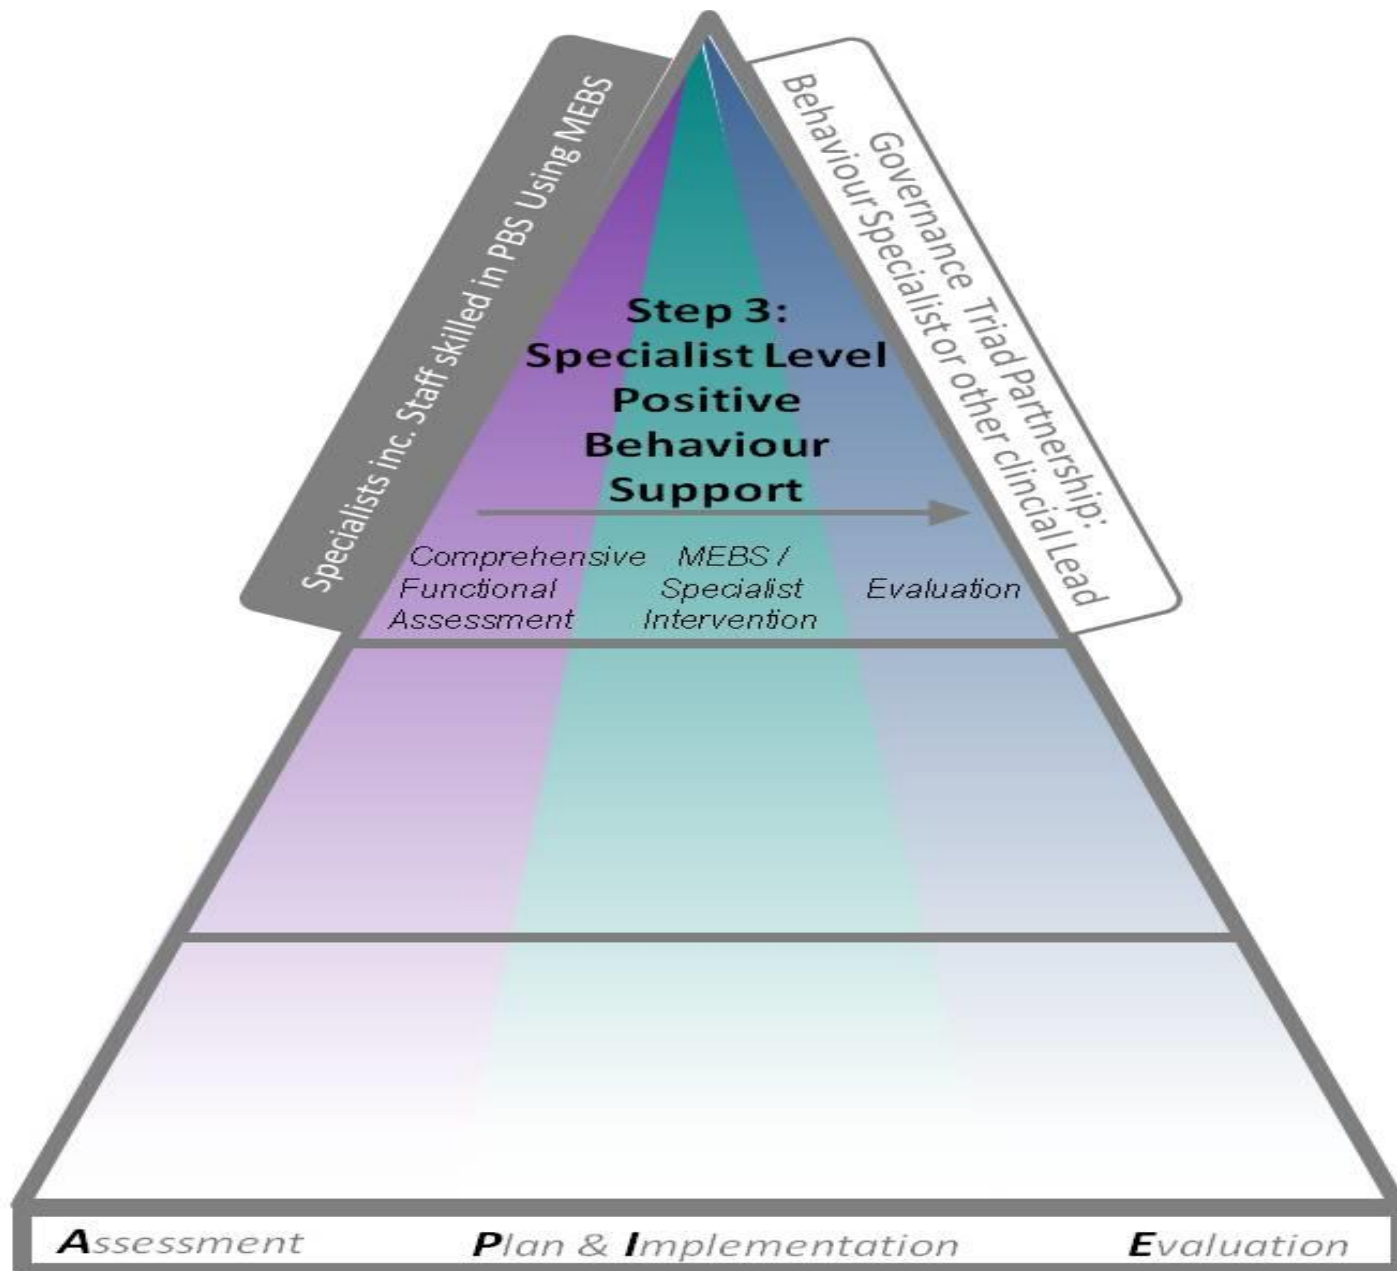 Specialists inc. Staff skilled in PBS Using MEBS
Governance Triad Partnership:
Behaviour Specialist or other clincial Lead
Step 3:
Specialist Level
Positive
Behaviour
Support
Comprehensive
Functional
Assessment
MEBS /
Specialist
Intervention
Evaluation
Assessment
Plan & Implementation
Evaluation